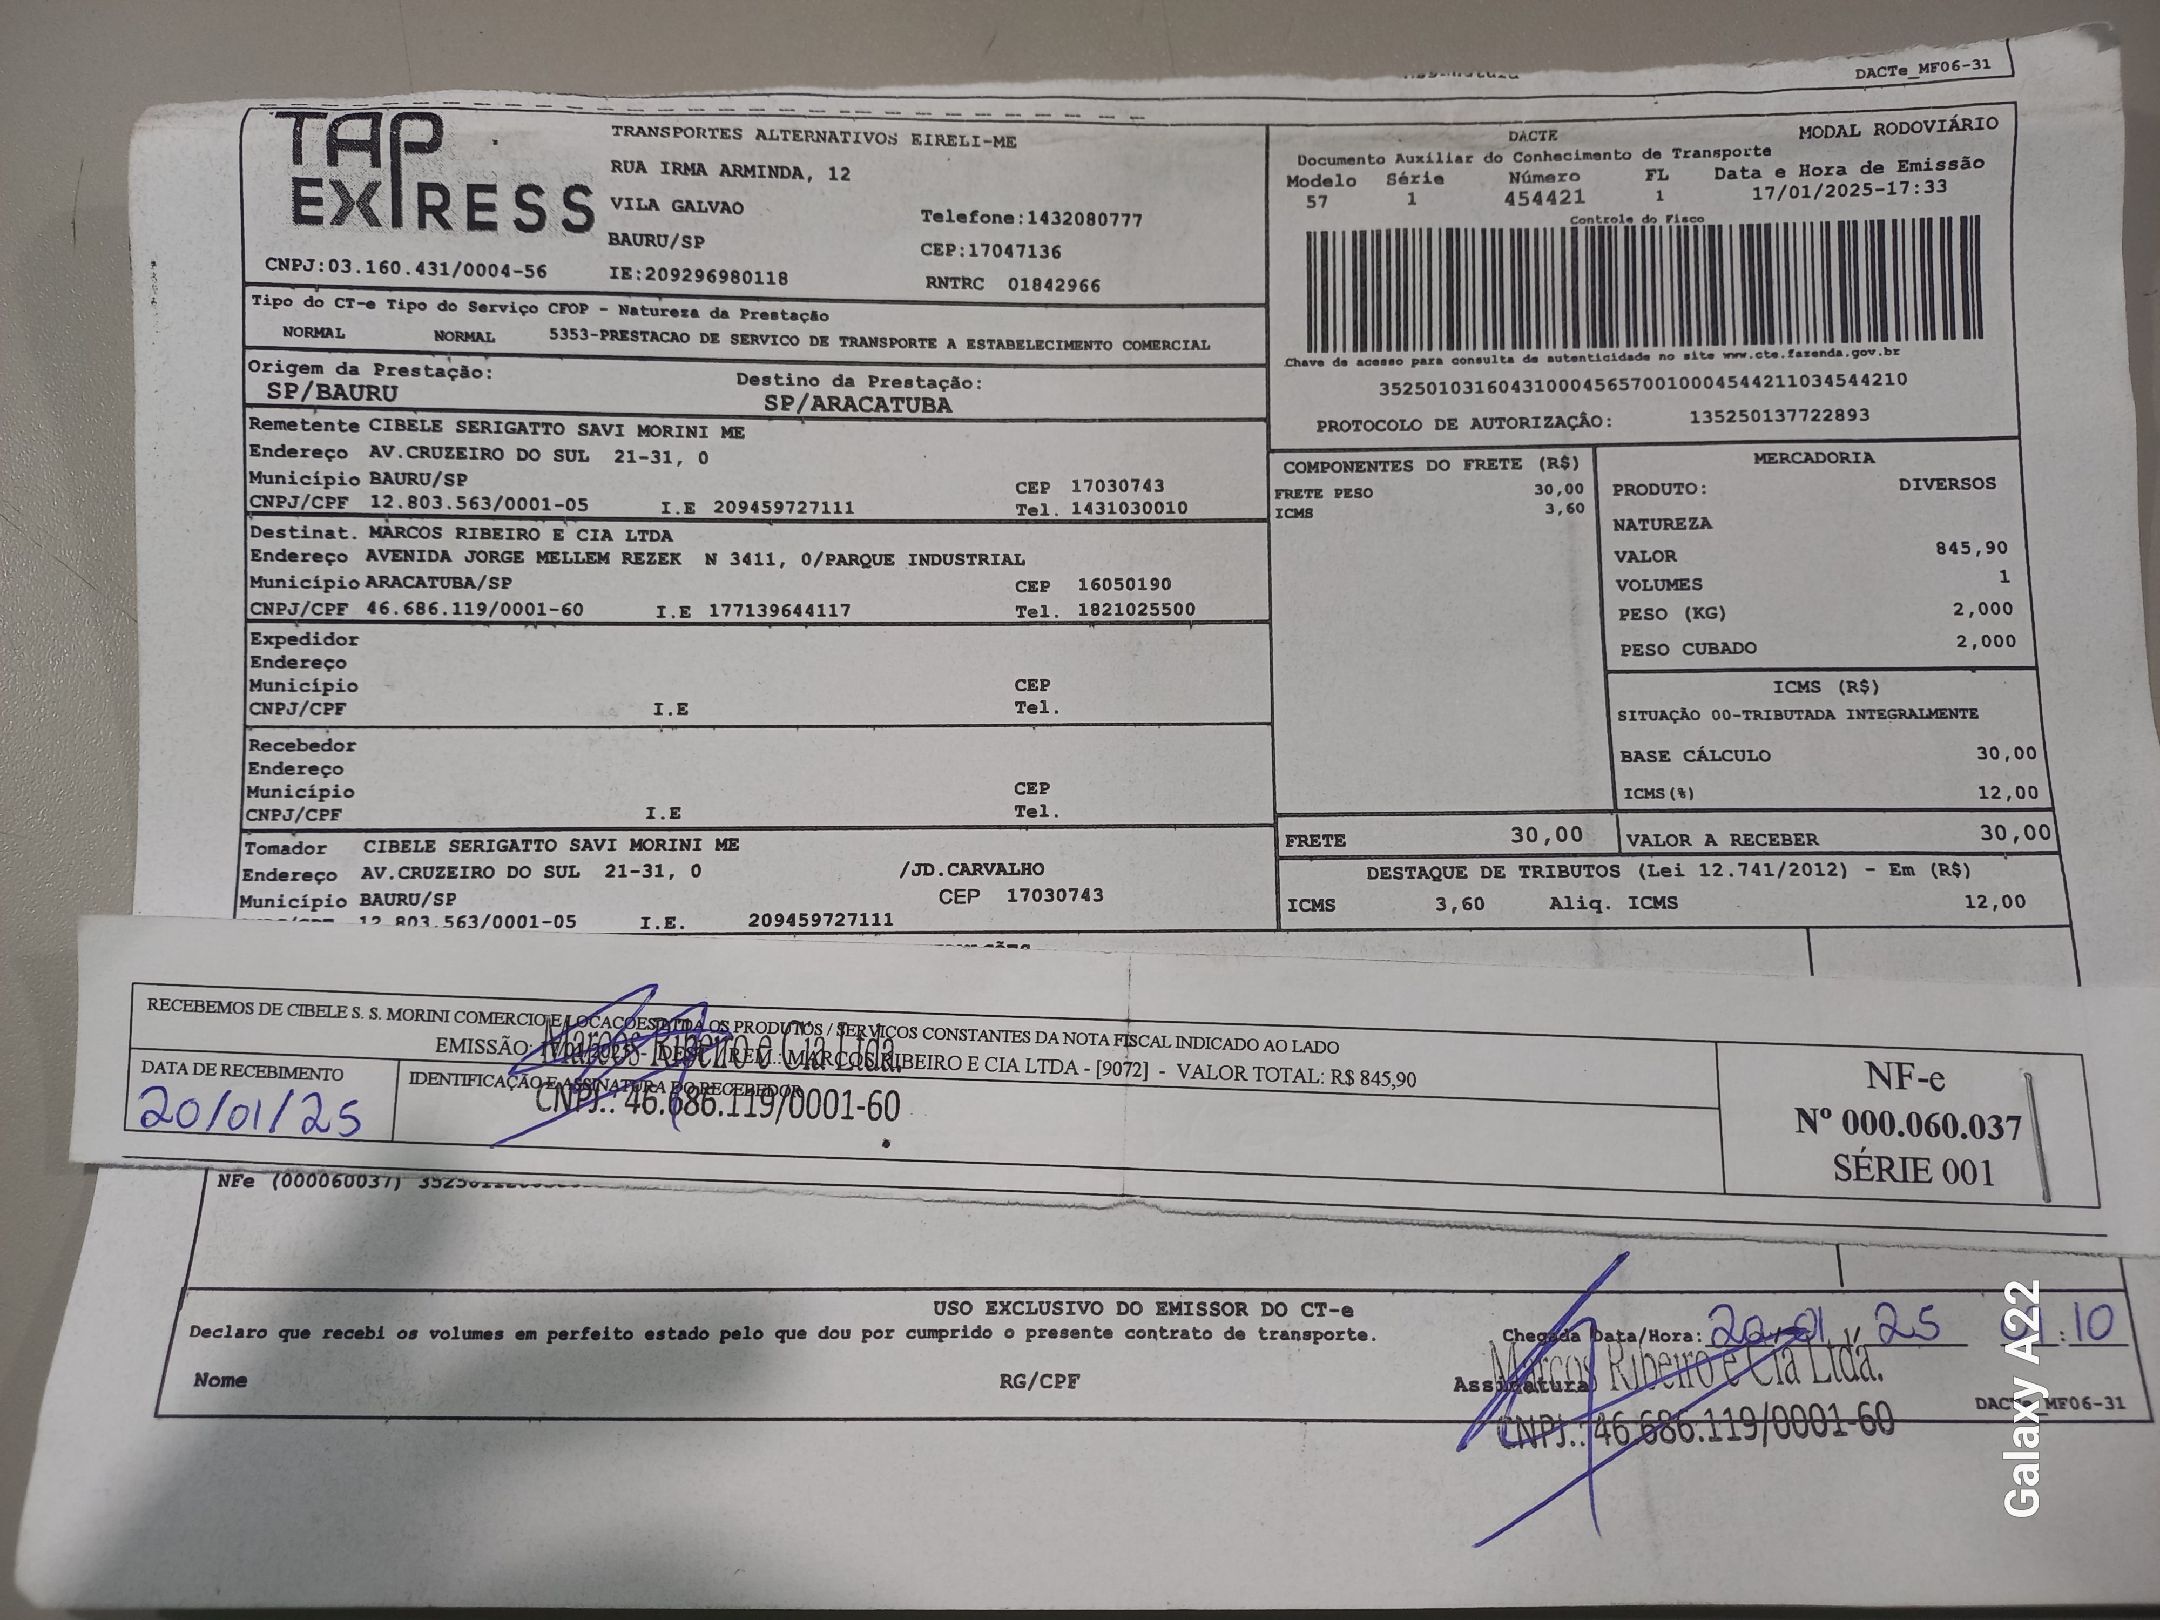 DACTe_MF06-31
TAP EXPRESS
TRANSPORTES ALTERNATIVOS EIRELI-ME
RUA IRMA ARMINDA, 12
VILA GALVAO
Telefone:1432080777
BAURU/SP
CEP:17047136
CNPJ:03.160.431/0004-56
IE:209296980118
RNTRC 01842966
DACTE
MODAL RODOVIÁRIO
Documento Auxiliar do Conhecimento de Transporte
Modelo Série Número FL Data e Hora de Emissão
57 1 454421 1 17/01/2025-17:33
Controle do Fisco
Chave de acesso para consulta de autenticidade no site www.cte.fazenda.gov.br
35250103160431000456570010004544211034544210
PROTOCOLO DE AUTORIZAÇÂO: 135250137722893
Tipo do CT-e Tipo do Serviço CFOP - Natureza da Prestação
NORMAL NORMAL 5353-PRESTACAO DE SERVICO DE TRANSPORTE A ESTABELECIMENTO COMERCIAL
Origem da Prestação: Destino da Prestação:
SP/BAURU SP/ARACATUBA
Remetente CIBELE SERIGATTO SAVI MORINI ME
Endereço AV.CRUZEIRO DO SUL 21-31, 0
Município BAURU/SP CEP 17030743
CNPJ/CPF 12.803.563/0001-05 I.E 209459727111 Tel. 1431030010
Destinat. MARCOS RIBEIRO E CIA LTDA
Endereço AVENIDA JORGE MELLEM REZEK N 3411, 0/PARQUE INDUSTRIAL
Município ARACATUBA/SP CEP 16050190
CNPJ/CPF 46.686.119/0001-60 I.E 177139644117 Tel. 1821025500
Expedidor
Endereço
Município CEP
CNPJ/CPF I.E Tel.
Recebedor
Endereço
Município CEP
CNPJ/CPF I.E Tel.
Tomador CIBELE SERIGATTO SAVI MORINI ME
Endereço AV.CRUZEIRO DO SUL 21-31, 0 /JD.CARVALHO
Município BAURU/SP CEP 17030743
12.803.563/0001-05 I.E. 209459727111
COMPONENTES DO FRETE (R$)
FRETE PESO 30,00
ICMS 3,60
MERCADORIA
PRODUTO: DIVERSOS
NATUREZA
VALOR 845,90
VOLUMES 1
PESO (KG) 2,000
PESO CUBADO 2,000
ICMS (R$)
SITUAÇÃO 00-TRIBUTADA INTEGRALMENTE
BASE CÁLCULO 30,00
ICMS(%) 12,00
FRETE 30,00 VALOR A RECEBER 30,00
DESTAQUE DE TRIBUTOS (Lei 12.741/2012) - Em (R$)
ICMS 3,60 Aliq. ICMS 12,00
RECEBEMOS DE CIBELE S. S. MORINI COMERCIO E LOCACOES LTDA OS PRODUTOS / SERVIÇOS CONSTANTES DA NOTA FISCAL INDICADO AO LADO
EMISSÃO: REM.: MARCOS RIBEIRO E CIA LTDA - [9072] - VALOR TOTAL: R$ 845,90
DATA DE RECEBIMENTO
20/01/25
IDENTIFICAÇÃO E ASSINATURA DO RECEBEDOR
Marcos Ribeiro e Cia Ltda.
CNPJ.: 46.686.119/0001-60
NF-e
Nº 000.060.037
SÉRIE 001
NFe (000060037)
USO EXCLUSIVO DO EMISSOR DO CT-e
Declaro que recebi os volumes em perfeito estado pelo que dou por cumprido o presente contrato de transporte.
Chegada Data/Hora: 20/01/25 :10
Nome RG/CPF Assinatura
Marcos Ribeiro e Cia Ltda.
CNPJ.: 46.686.119/0001-60
DACTe_MF06-31
Galaxy A22